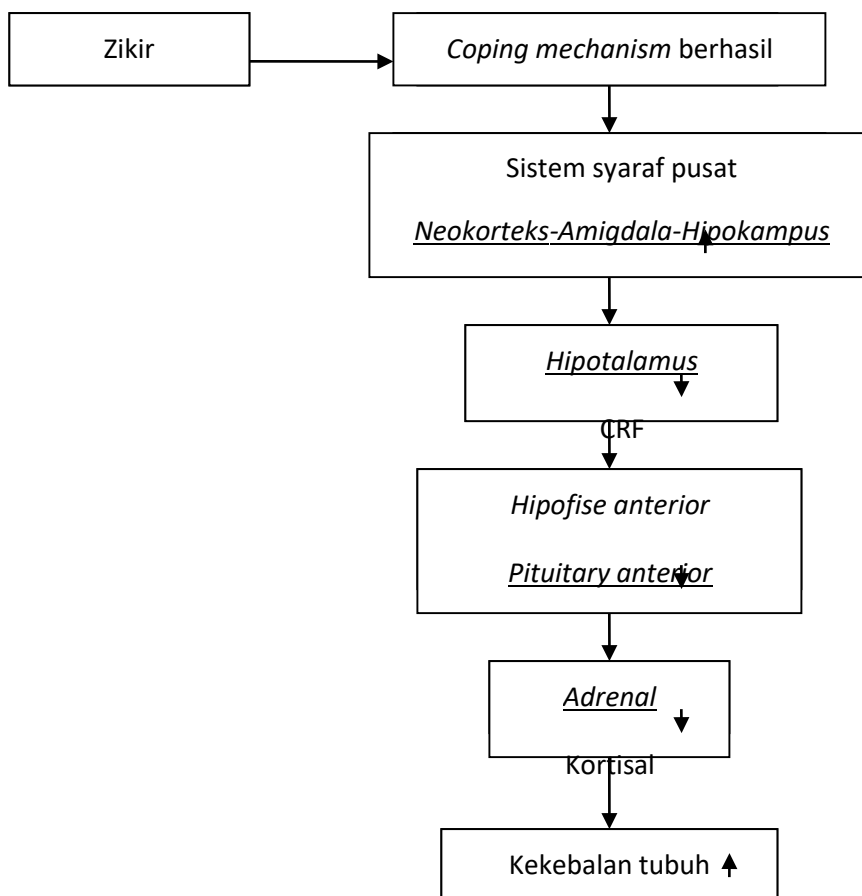 Zikir
Coping mechanism berhasil
Sistem syaraf pusat
Neokorteks-Amigdala-Hipokampus
Hipotalamus
CRF
Hipofise anterior
Pituitary anterior
Adrenal
Kortisal
Kekebalan tubuh